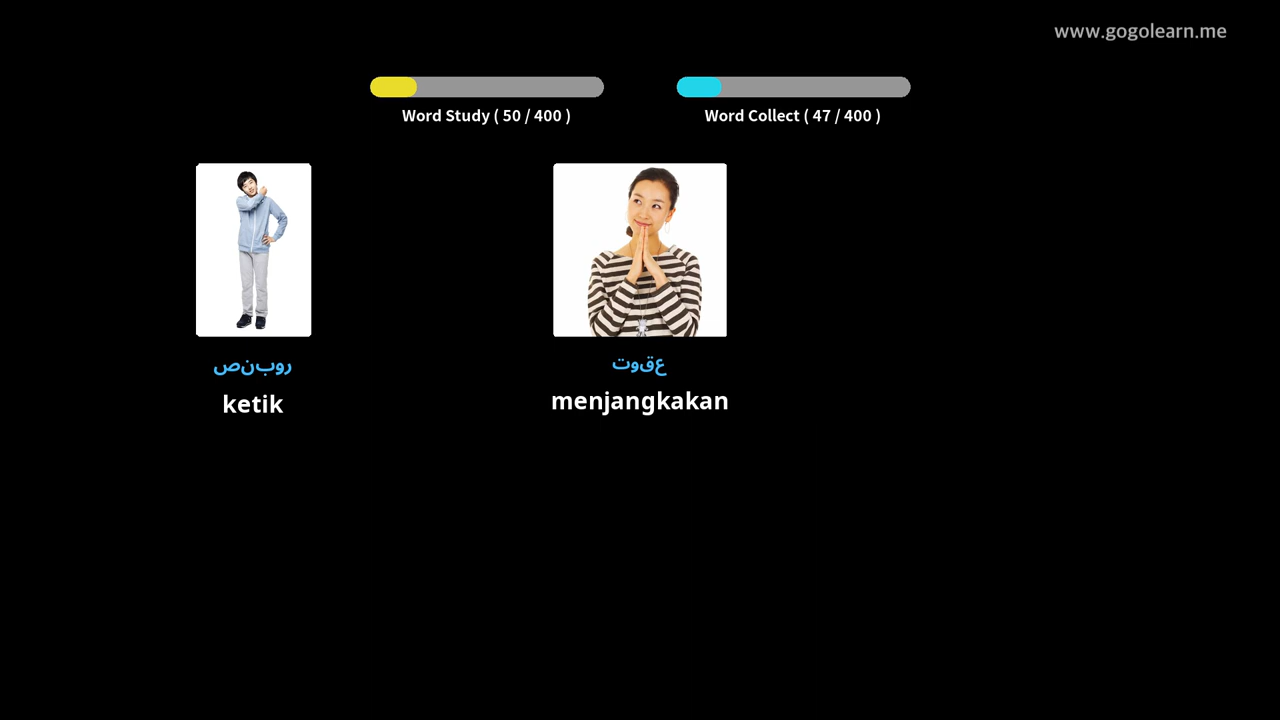 www.gogolearn.me
Word Study ( 50 / 400 )
Word Collect ( 47 / 400 )
روبنص
ketik
عقوت
menjangkakan